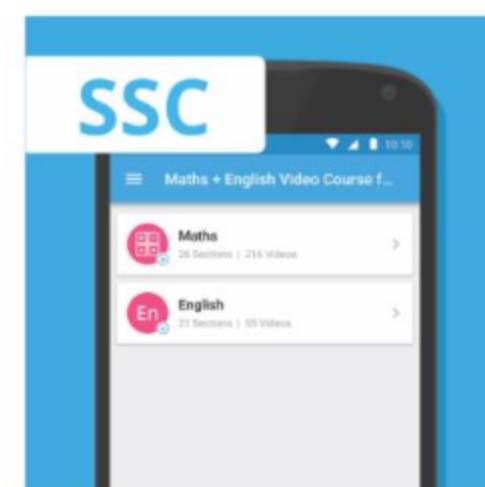 SSC
10:10
Maths + English Video Course f...
Maths
26 Sections | 216 Videos
En
English
21 Sections | 55 Videos